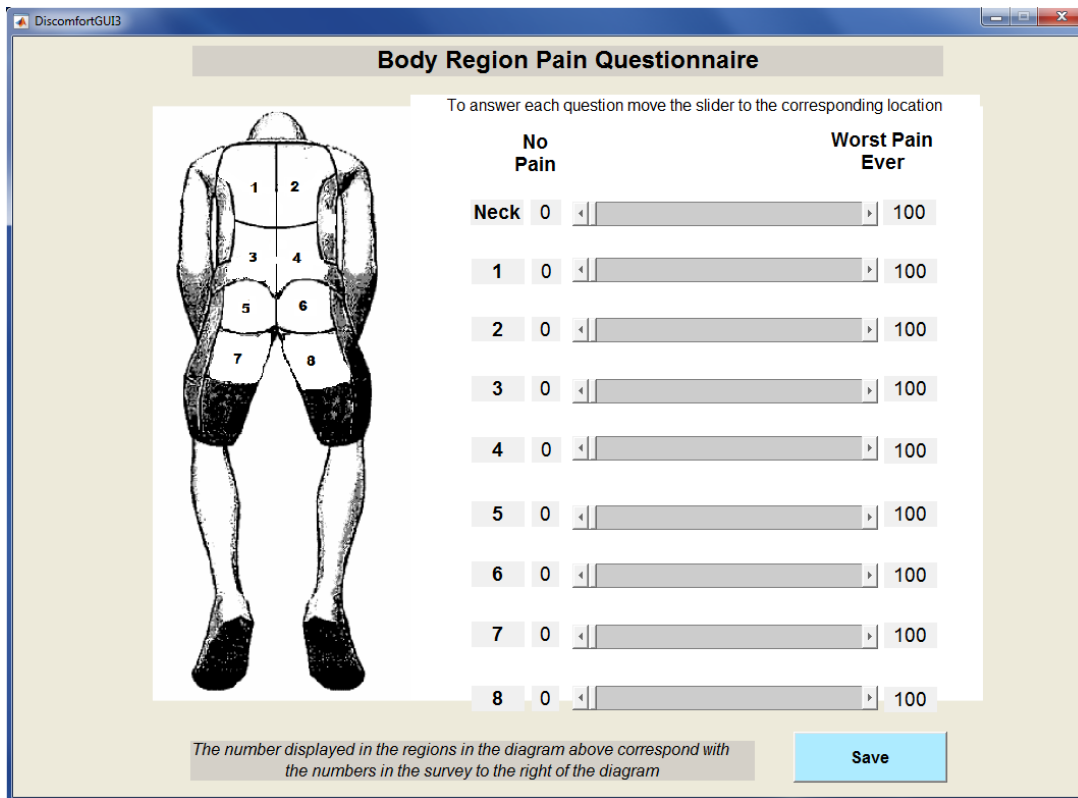 DiscomfortGUI3
Body Region Pain Questionnaire
To answer each question move the slider to the corresponding location
No
Pain
Worst Pain
Ever
1 2
3 4
5 6
7 8
Neck 0 100
1 0 100
2 0 100
3 0 100
4 0 100
5 0 100
6 0 100
7 0 100
8 0 100
The number displayed in the regions in the diagram above correspond with
the numbers in the survey to the right of the diagram
Save